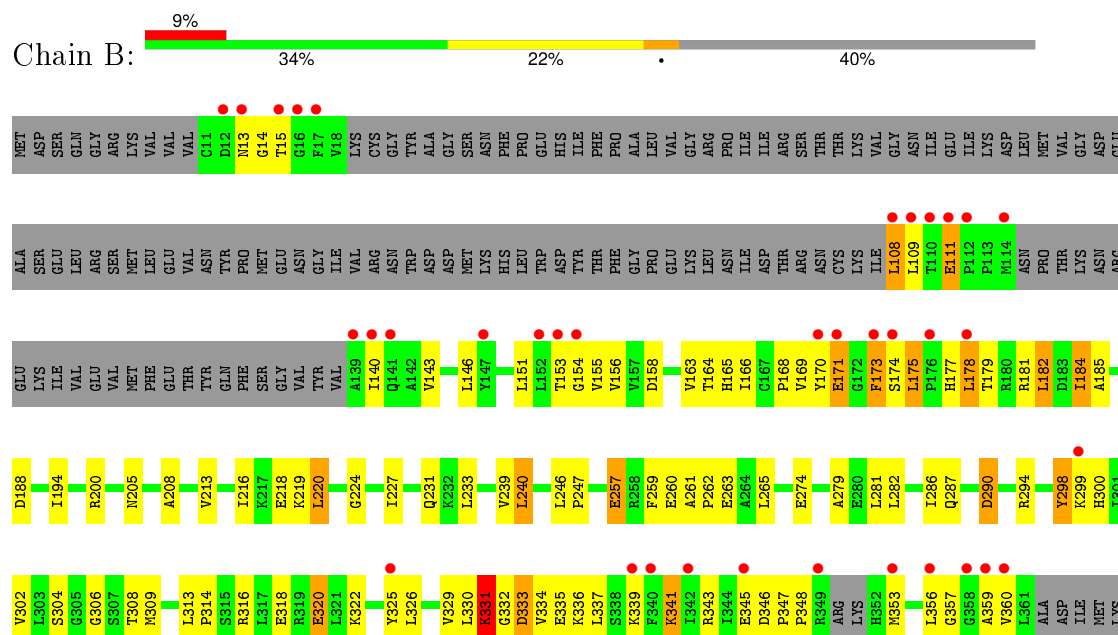 9%
Chain B:
34% 22% • 40%
MET ASP SER GLN GLY ARG LYS VAL VAL VAL C11 D12 N13 G14 T15 G16 F17 V18 LYS CYS GLY TYR ALA GLY SER ASN PHE PRO GLU HIS ILE PHE PRO ALA LEU VAL GLY ARG PRO ILE ILE ARG SER THR THR LYS VAL GLY ASN ILE GLU ILE LYS ASP LEU MET VAL GLY ASP GLU
ALA SER GLU LEU ARG SER MET LEU GLU VAL ASN TYR PRO MET GLU ASN GLY ILE VAL ARG ASN TRP ASP ASP MET LYS HIS LEU TRP ASP TYR THR PHE GLY PRO GLU LYS LEU ASN ILE ASP THR ARG ASN CYS LYS ILE L108 L109 T110 E111 P112 P113 M114 ASN PRO THR LYS ASN ARG
GLU LYS ILE VAL GLU VAL MET PHE GLU THR TYR GLN PHE SER GLY VAL TYR VAL A139 I140 Q141 A142 V143 L146 Y147 L151 L152 T153 G154 V155 V156 V157 D158 V163 T164 H165 I166 C167 P168 V169 Y170 E171 G172 F173 S174 L175 P176 H177 L178 T179 R180 R181 L182 D183 I184 A185
D188 I194 R200 N205 A208 V213 I216 K217 E218 K219 L220 G224 I227 Q231 K232 L233 V239 L240 L246 P247 E257 R258 F259 E260 A261 P262 E263 A264 L265 E274 A279 E280 L281 L282 I286 Q287 D290 R294 Y298 K299 H300 I301
V302 L303 S304 G305 G306 S307 T308 M309 L313 P314 S315 R316 L317 E318 R319 E320 L321 K322 Y325 L326 V329 L330 K331 G332 D333 V334 E335 K336 L337 S338 K339 F340 K341 I342 R343 I344 E345 D346 P347 P348 R349 ARG LYS H352 M353 L356 G357 G358 A359 V360 L361 ALA ASP ILE MET LYS